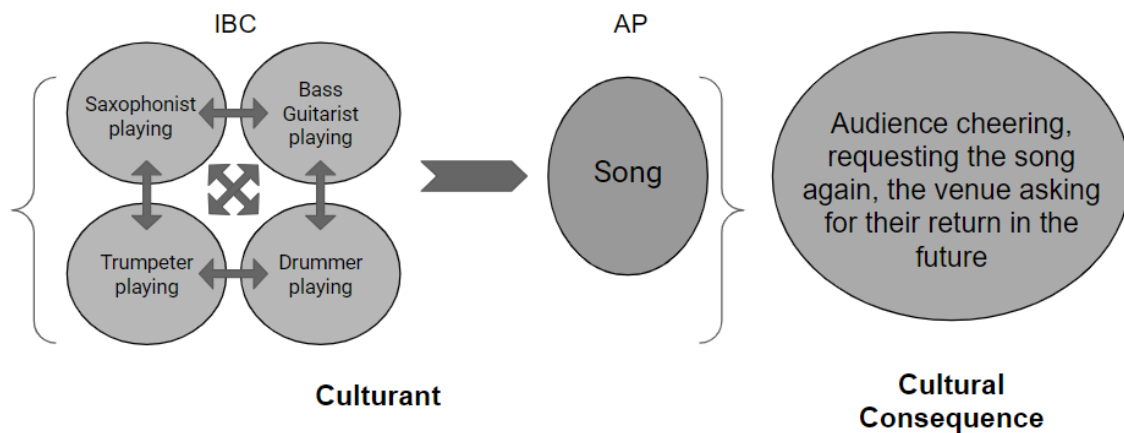 IBC
AP
Saxophonist
playing
Bass
Guitarist
playing
Trumpeter
playing
Drummer
playing
Song
Audience cheering,
requesting the song
again, the venue asking
for their return in the
future
Culturant
Cultural
Consequence